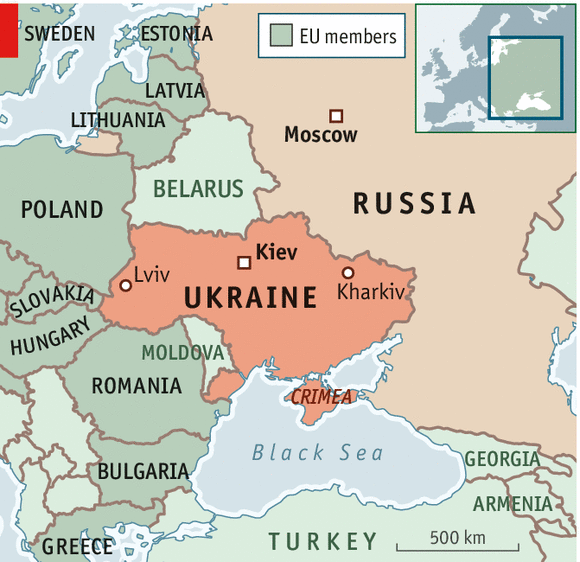 SWEDEN
ESTONIA
EU members
LATVIA
LITHUANIA
Moscow
BELARUS
POLAND
RUSSIA
Kiev
Lviv
UKRAINE
Kharkiv
SLOVAKIA
HUNGARY
MOLDOVA
ROMANIA
CRIMEA
Black Sea
BULGARIA
GEORGIA
ARMENIA
GREECE
TURKEY
500 km